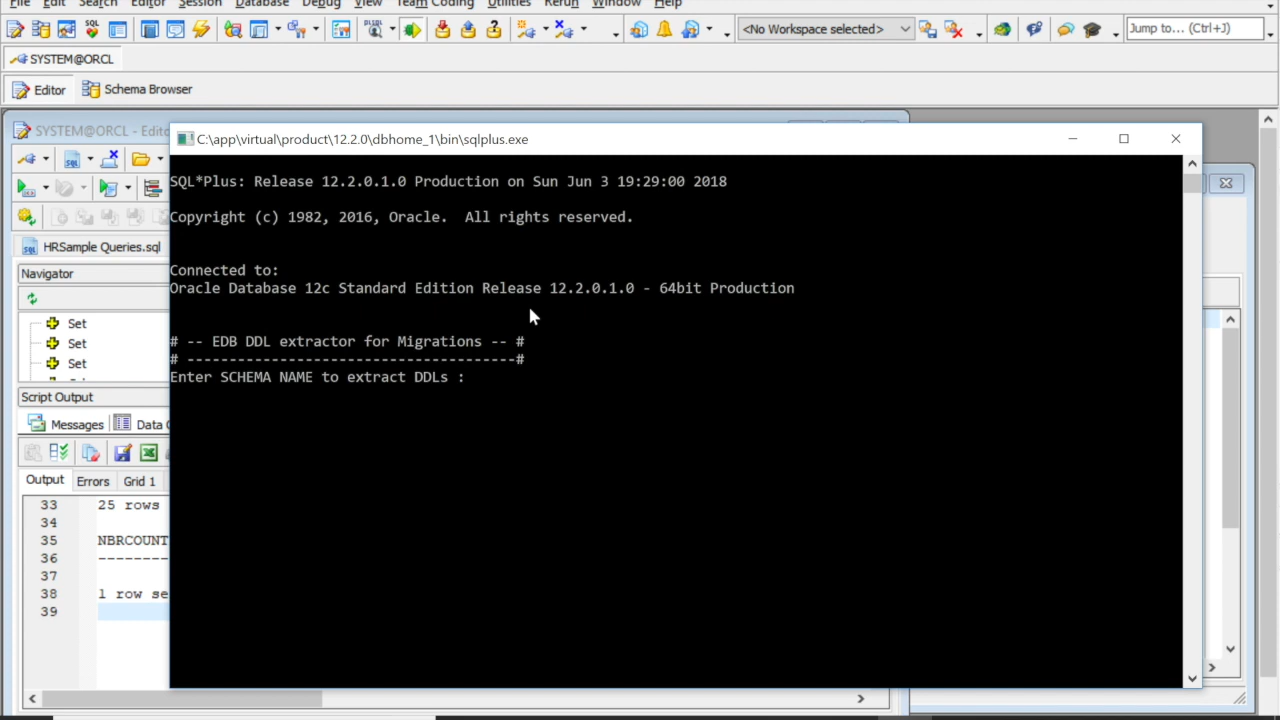 File Edit Search Editor Session Database Debug View Team Coding Utilities Rerun Window Help
<No Workspace selected>
Jump to... (Ctrl+J)
SYSTEM@ORCL
Editor
Schema Browser
SYSTEM@ORCL - Edito
C:\app\virtual\product\12.2.0\dbhome_1\bin\sqlplus.exe
SQL*Plus: Release 12.2.0.1.0 Production on Sun Jun 3 19:29:00 2018
Copyright (c) 1982, 2016, Oracle.  All rights reserved.
HRSample Queries.sql
Connected to:
Navigator
Oracle Database 12c Standard Edition Release 12.2.0.1.0 - 64bit Production
Set
# -- EDB DDL extractor for Migrations -- #
Set
# ---------------------------------------#
Set
Enter SCHEMA NAME to extract DDLs :
Script Output
Messages
Data
Output
Errors
Grid 1
33 25 rows
34
35 NBRCOUNT
36 --------
37
38 1 row se
39